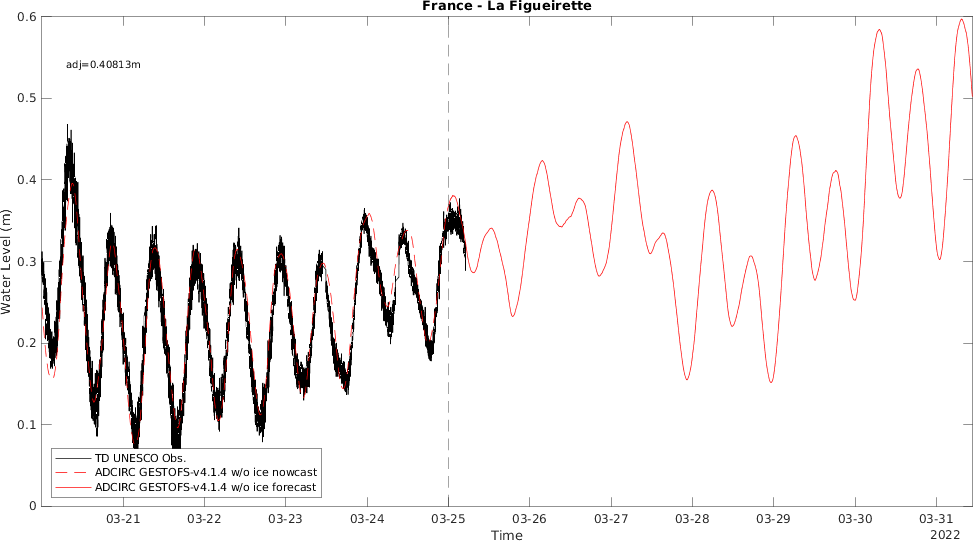 France - La Figueirette
adj=0.40813m
Water Level (m)
0.6
0.5
0.4
0.3
0.2
0.1
0
TD UNESCO Obs.
ADCIRC GESTOFS-v4.1.4 w/o ice nowcast
ADCIRC GESTOFS-v4.1.4 w/o ice forecast
03-21 03-22 03-23 03-24 03-25 03-26 03-27 03-28 03-29 03-30 03-31
Time
2022